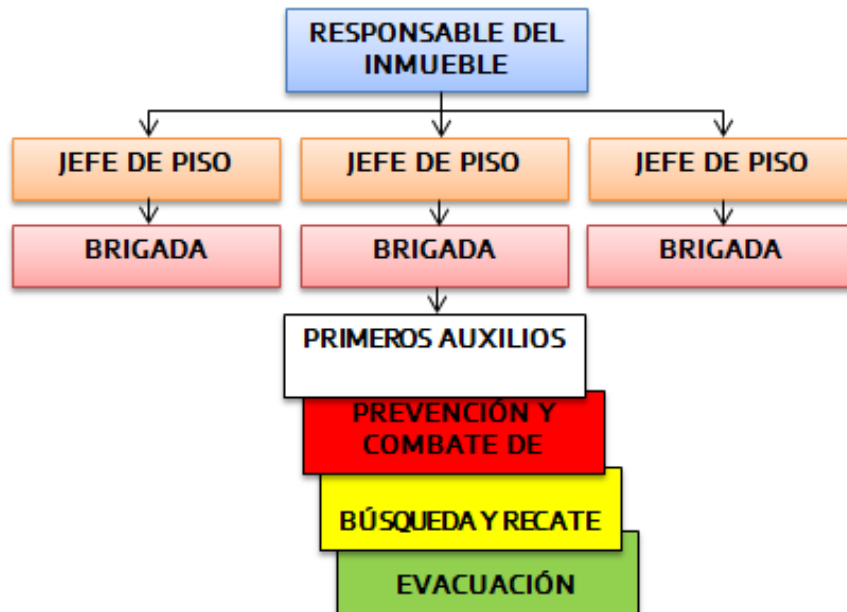 RESPONSABLE DEL
INMUEBLE
JEFE DE PISO
JEFE DE PISO
JEFE DE PISO
BRIGADA
BRIGADA
BRIGADA
PRIMEROS AUXILIOS
PREVENCIÓN Y
COMBATE DE
BÚSQUEDA Y RECATE
EVACUACIÓN